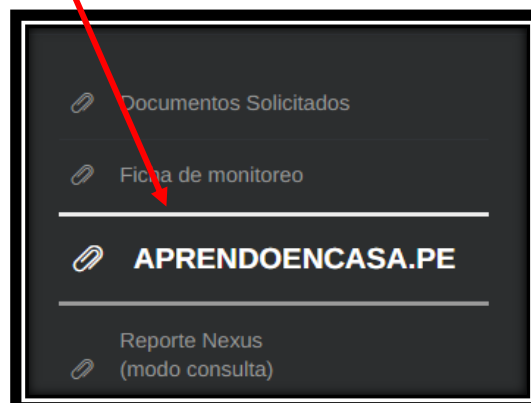 Documentos Solicitados
Ficha de monitoreo
APRENDOENCASA.PE
Reporte Nexus
(modo consulta)